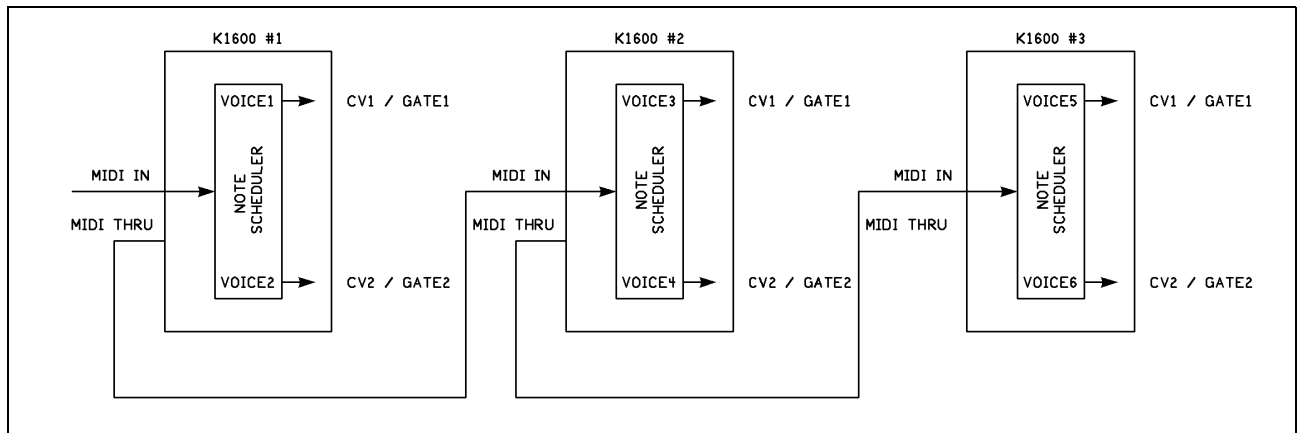 K1600 #1
VOICE1
CV1 / GATE1
MIDI IN
NOTE
SCHEDULER
MIDI THRU
VOICE2
CV2 / GATE2
K1600 #2
VOICE3
CV1 / GATE1
MIDI IN
NOTE
SCHEDULER
MIDI THRU
VOICE4
CV2 / GATE2
K1600 #3
VOICE5
CV1 / GATE1
MIDI IN
NOTE
SCHEDULER
MIDI THRU
VOICE6
CV2 / GATE2